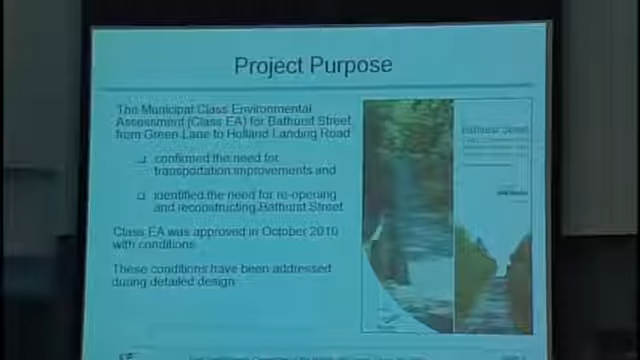 Project Purpose
The Municipal Class Environmental
Assessment (Class EA) for Bathurst Street
from Green Lane to Holland Landing Road
confirmed the need for
transportation improvements and
identified the need for re-opening
and reconstructing Bathurst Street
Class EA was approved in October 2010
with conditions
These conditions have been addressed
during detailed design
Bathurst Street